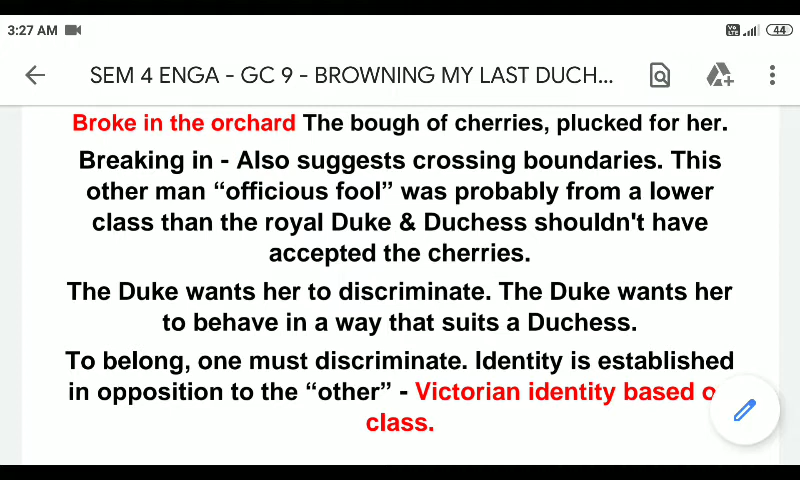 3:27 AM
Vo LTE
44
SEM 4 ENGA - GC 9 - BROWNING MY LAST DUCH...
Broke in the orchard The bough of cherries, plucked for her.
Breaking in - Also suggests crossing boundaries. This
other man “officious fool” was probably from a lower
class than the royal Duke & Duchess shouldn't have
accepted the cherries.
The Duke wants her to discriminate. The Duke wants her
to behave in a way that suits a Duchess.
To belong, one must discriminate. Identity is established
in opposition to the “other” - Victorian identity based
class.